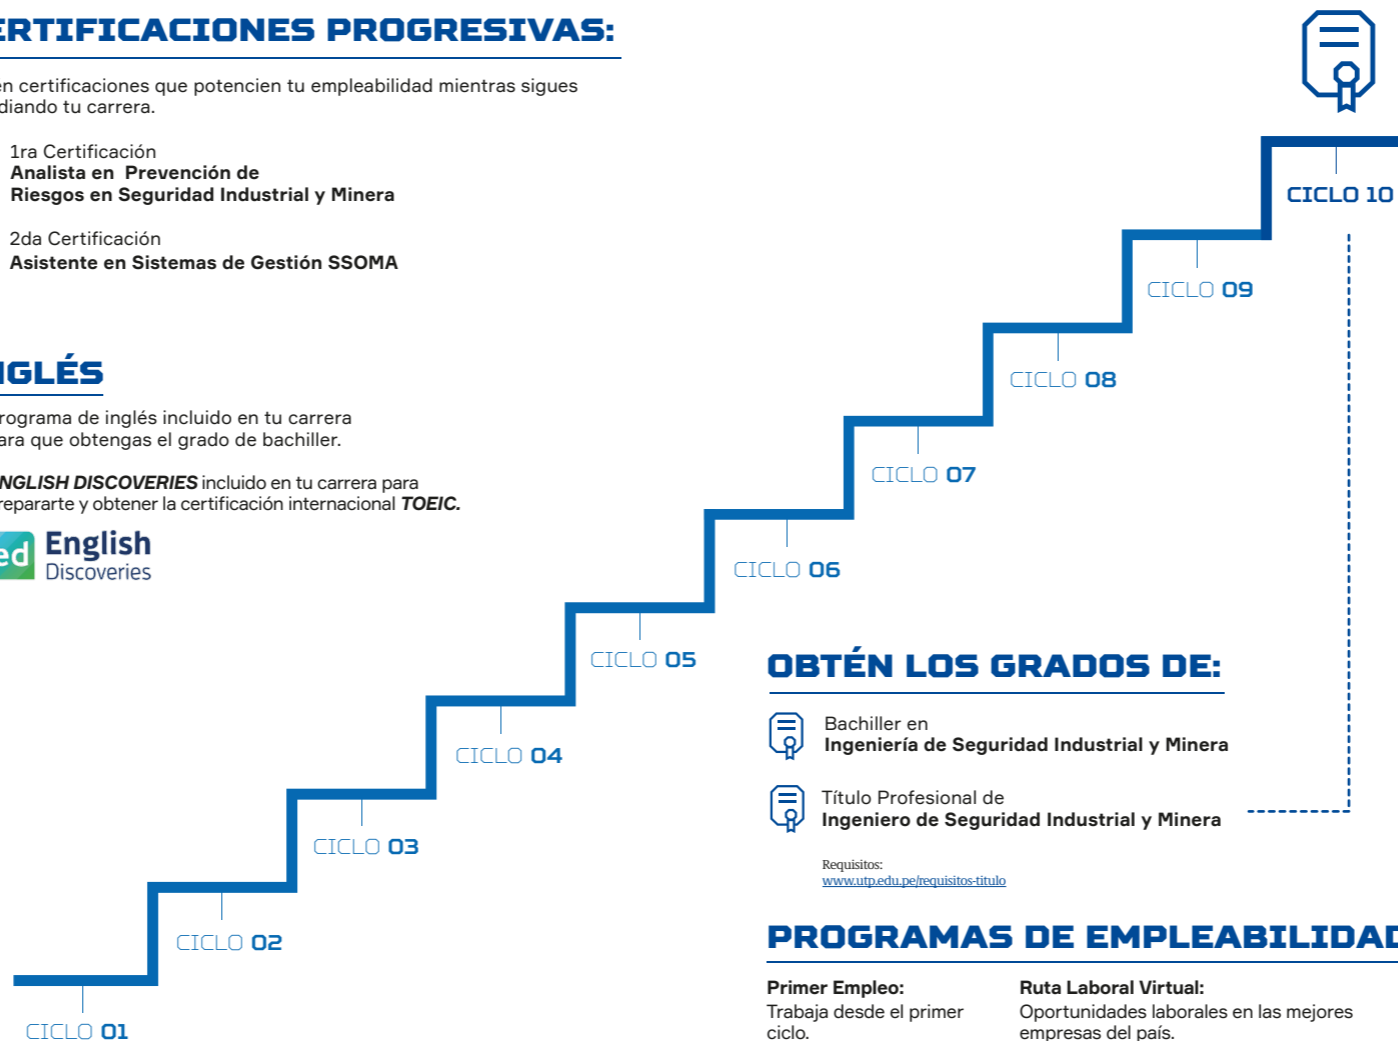 ERTIFICACIONES PROGRESIVAS:
en certificaciones que potencien tu empleabilidad mientras sigues
diando tu carrera.
1ra Certificación
Analista en Prevención de
Riesgos en Seguridad Industrial y Minera
2da Certificación
Asistente en Sistemas de Gestión SSOMA
NGLÉS
rograma de inglés incluido en tu carrera
ara que obtengas el grado de bachiller.
NGLISH DISCOVERIES incluido en tu carrera para
repararte y obtener la certificación internacional TOEIC.
ed English
Discoveries
CICLO 10
CICLO 09
CICLO 08
CICLO 07
CICLO 06
CICLO 05
CICLO 04
CICLO 03
CICLO 02
CICLO 01
OBTÉN LOS GRADOS DE:
Bachiller en
Ingeniería de Seguridad Industrial y Minera
Título Profesional de
Ingeniero de Seguridad Industrial y Minera
Requisitos:
www.utp.edu.pe/requisitos-titulo
PROGRAMAS DE EMPLEABILIDAD
Primer Empleo:
Trabaja desde el primer
ciclo.
Ruta Laboral Virtual:
Oportunidades laborales en las mejores
empresas del país.